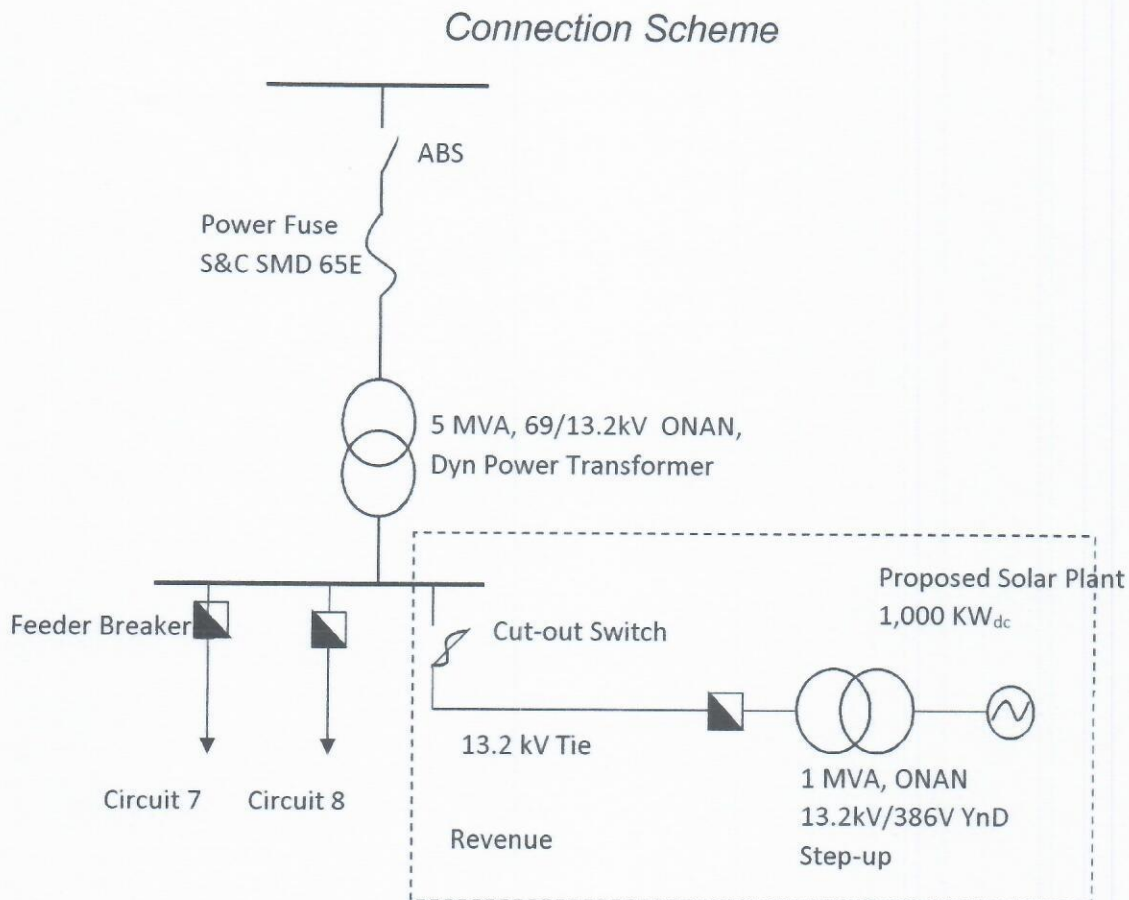 Connection Scheme
ABS
Power Fuse
S&C SMD 65E
5 MVA, 69/13.2kV ONAN,
Dyn Power Transformer
Proposed Solar Plant
1,000 KWdc
Feeder Breaker
Cut-out Switch
13.2 kV Tie
Circuit 7
Circuit 8
1 MVA, ONAN
13.2kV/386V YnD
Step-up
Revenue